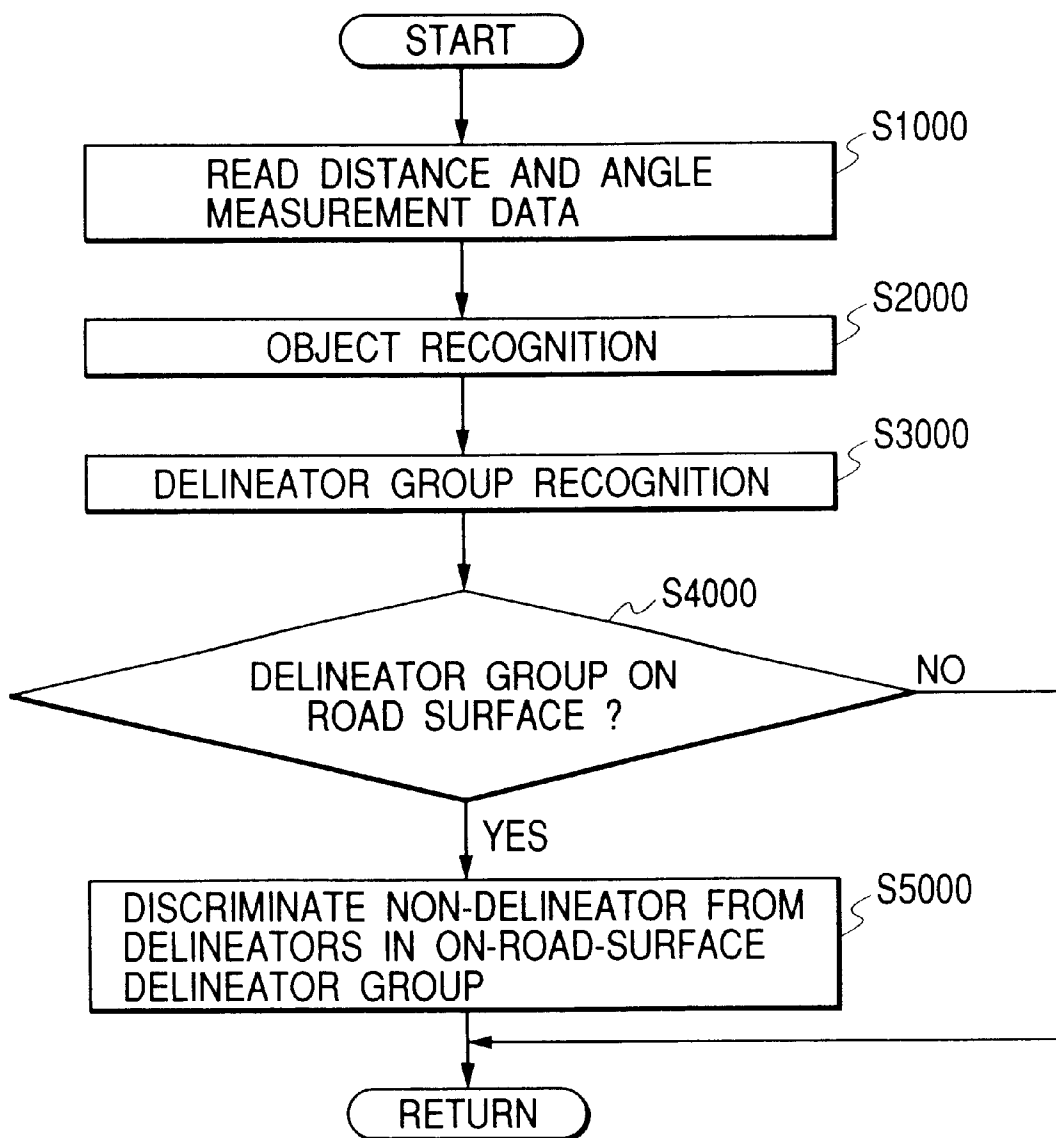 START
S1000
READ DISTANCE AND ANGLE
MEASUREMENT DATA
S2000
OBJECT RECOGNITION
S3000
DELINEATOR GROUP RECOGNITION
S4000
DELINEATOR GROUP ON
ROAD SURFACE ?
NO
YES
S5000
DISCRIMINATE NON-DELINEATOR FROM
DELINEATORS IN ON-ROAD-SURFACE
DELINEATOR GROUP
RETURN